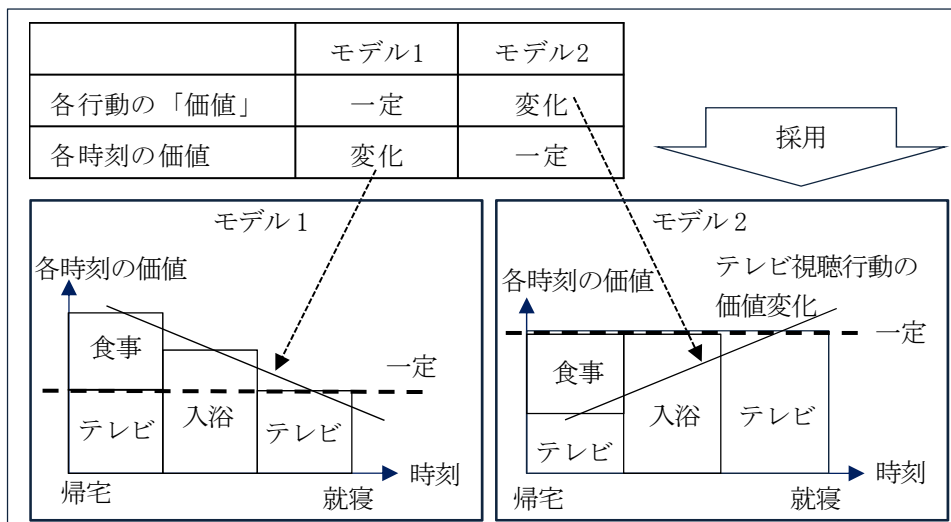 モデル1 モデル2
各行動の「価値」 一定 変化
各時刻の価値 変化 一定
採用
モデル1
各時刻の価値
食事
一定
テレビ 入浴 テレビ
時刻
帰宅 就寝
モデル2
テレビ視聴行動の
価値変化
各時刻の価値
一定
食事
入浴 テレビ
テレビ
時刻
帰宅 就寝